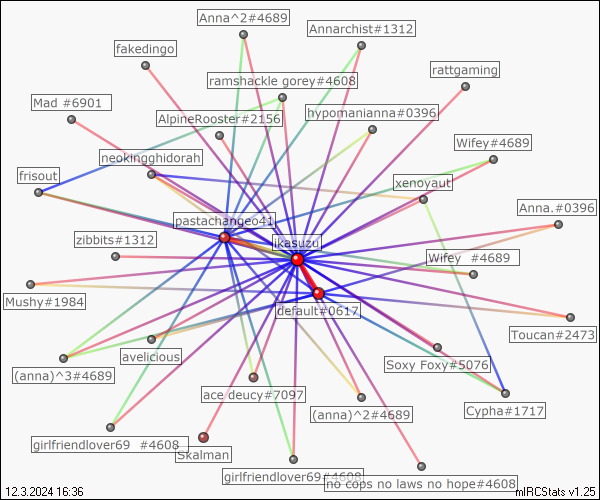 Anna^2#4689
Annarchist#1312
fakedingo
rattgaming
ramshackle gorey#4608
Mad #6901
hypomanianna#0396
AlpineRooster#2156
Wifey#4689
neokingghidorah
frisout
xenoyaut
Anna.#0396
pastachangeo41
ikasuzu
zibbits#1312
Wifey #4689
Mushy#1984
default#0617
Toucan#2473
avelicious
Soxy Foxy#5076
(anna)^3#4689
ace deucy#7097
(anna)^2#4689
Cypha#1717
girlfriendlover69 #4608
Skalman
girlfriendlover69#4608
no cops no laws no hope#4608
12.3.2024 16:36
mIRCStats v1.25